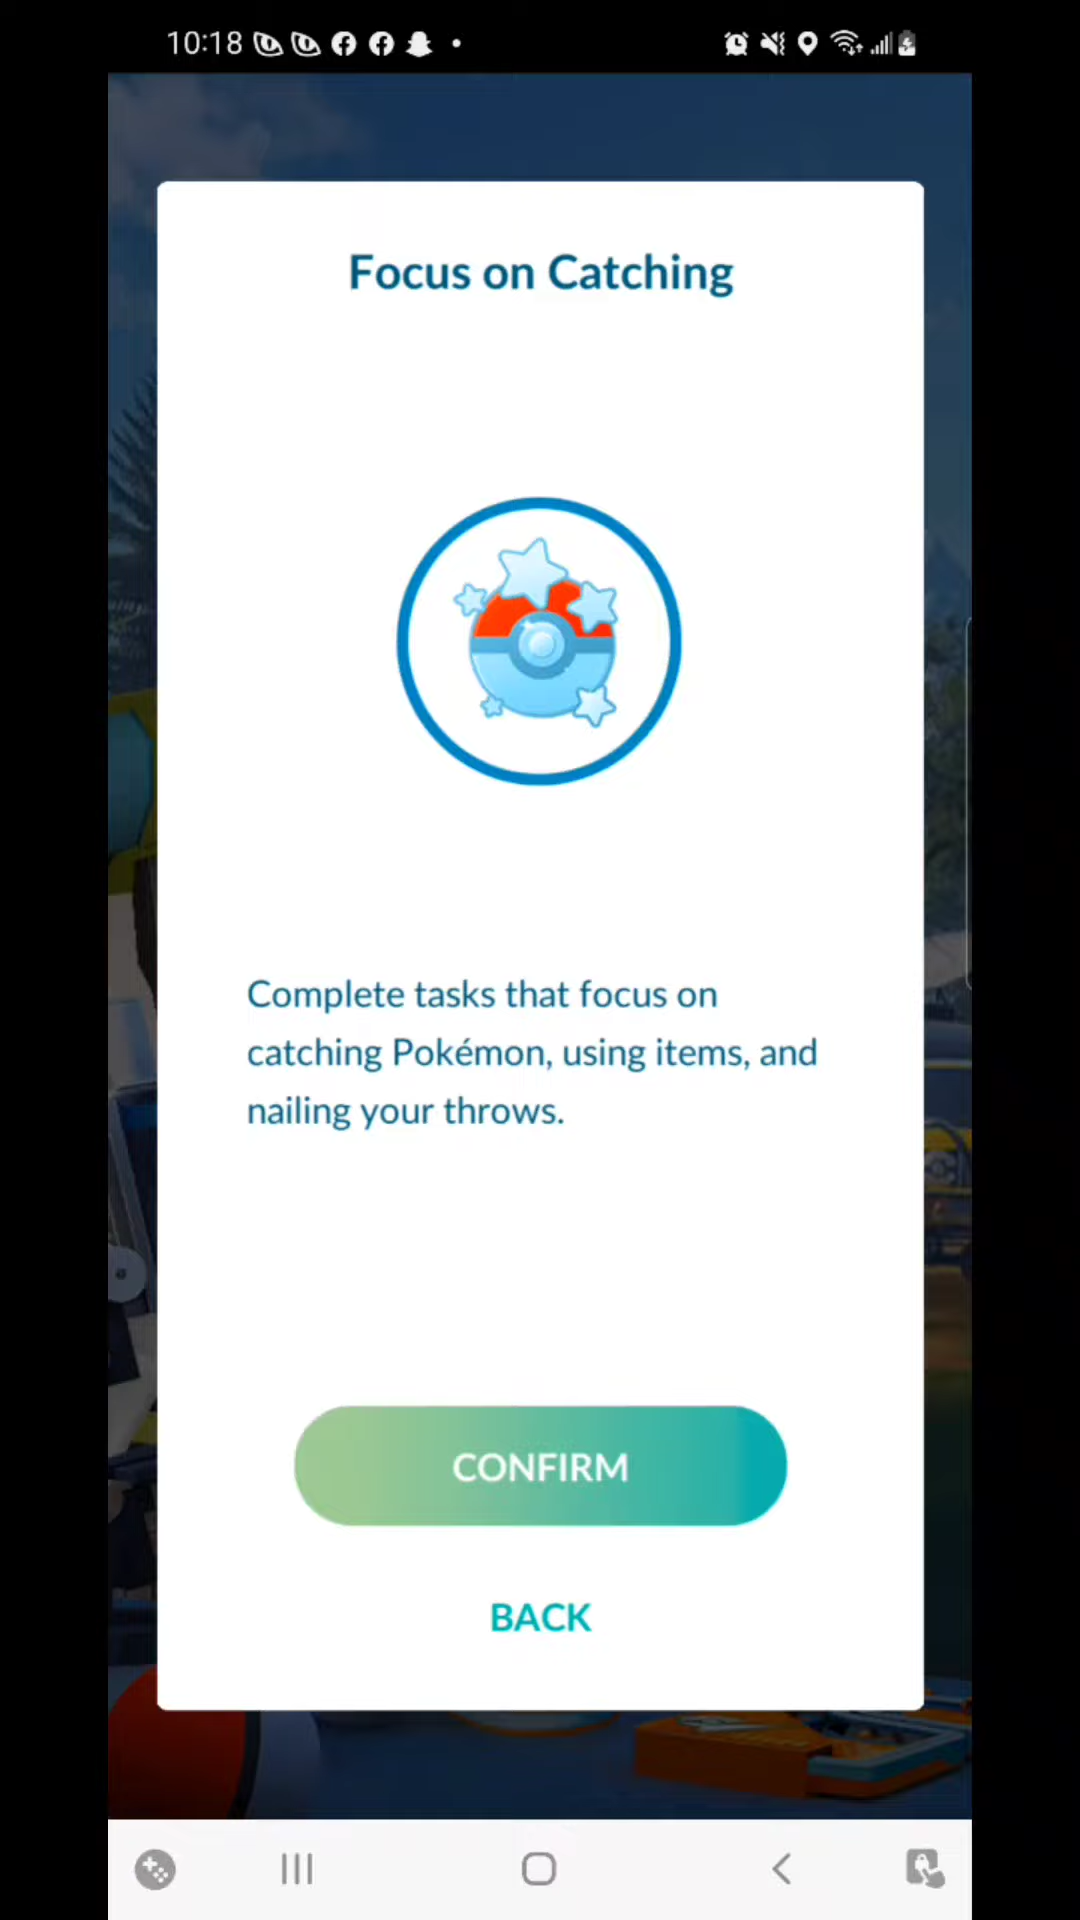 10:18
Focus on Catching
Complete tasks that focus on
catching Pokémon, using items, and
nailing your throws.
CONFIRM
BACK